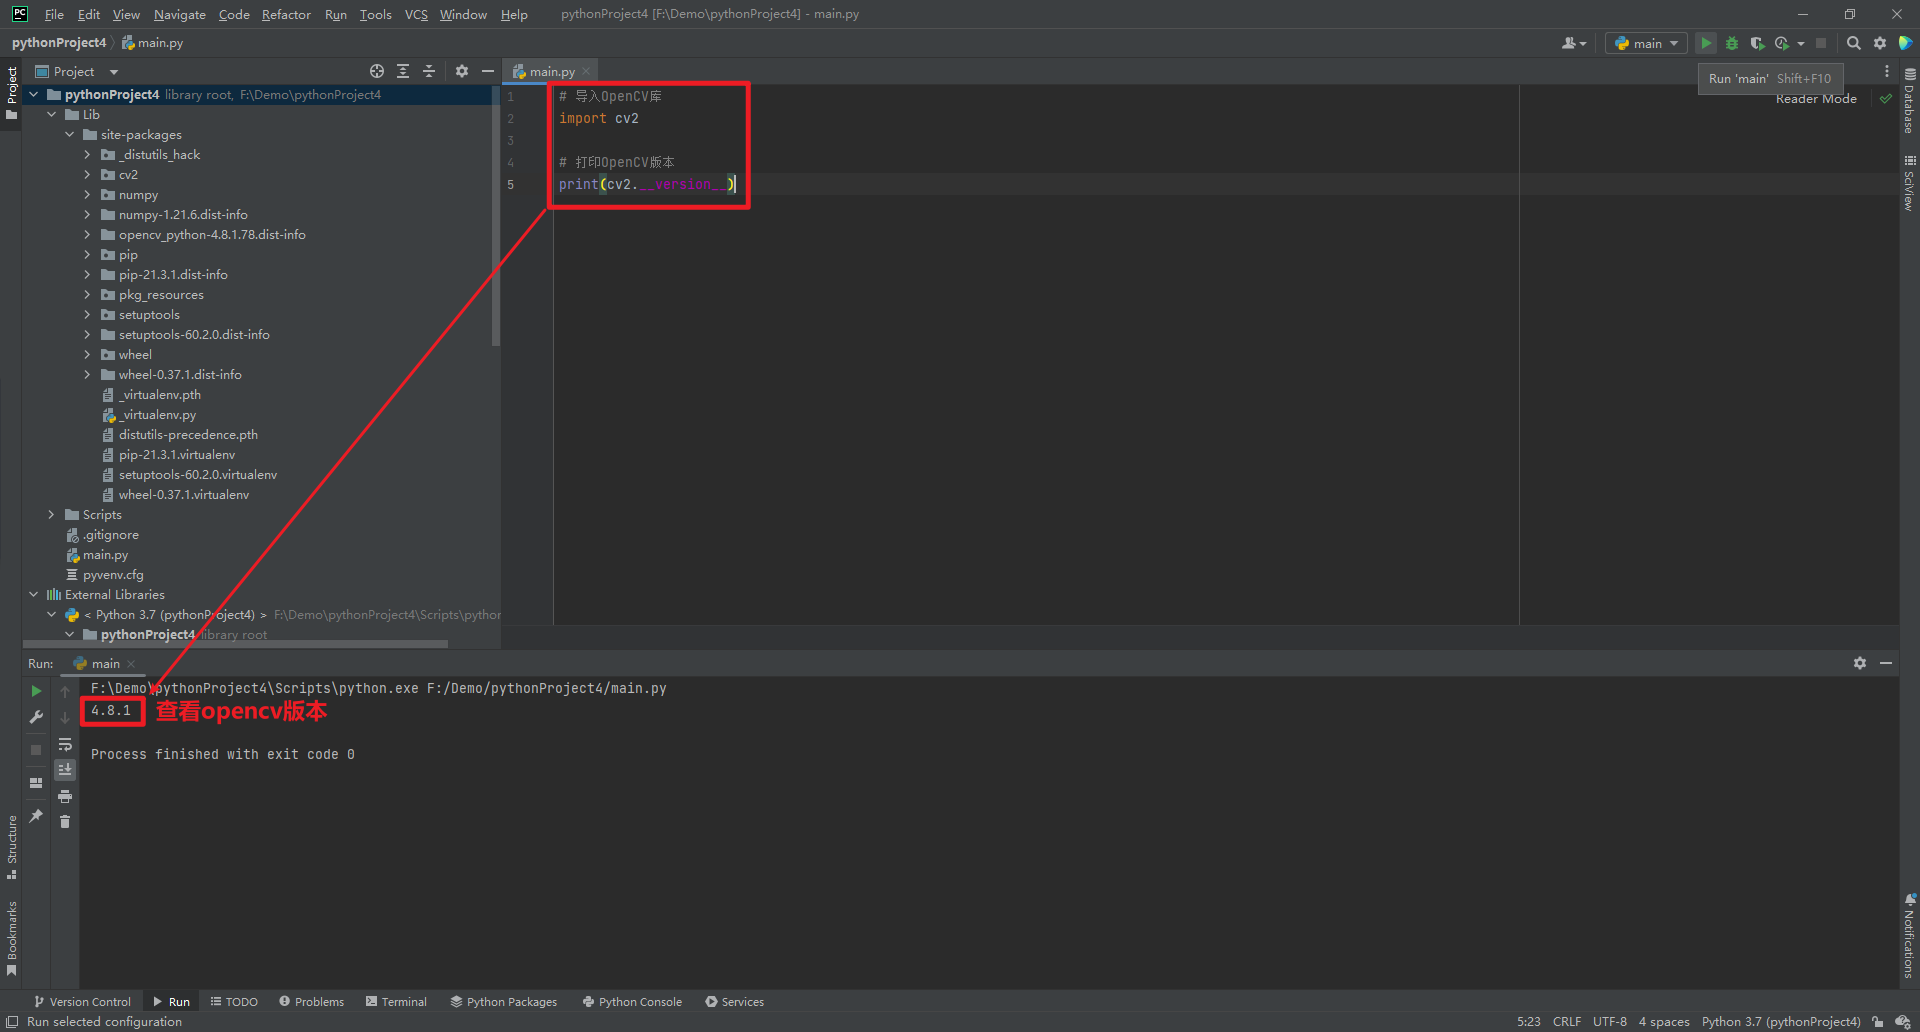 PC File Edit View Navigate Code Refactor Run Tools VCS Window Help pythonProject4 [F:\Demo\pythonProject4] - main.py
pythonProject4 main.py main
Project main.py
Run 'main' Shift+F10
Reader Mode
Project
Database
SciView
pythonProject4 library root, F:\Demo\pythonProject4
Lib
site-packages
_distutils_hack
cv2
numpy
numpy-1.21.6.dist-info
opencv_python-4.8.1.78.dist-info
pip
pip-21.3.1.dist-info
pkg_resources
setuptools
setuptools-60.2.0.dist-info
wheel
wheel-0.37.1.dist-info
_virtualenv.pth
_virtualenv.py
distutils-precedence.pth
pip-21.3.1.virtualenv
setuptools-60.2.0.virtualenv
wheel-0.37.1.virtualenv
Scripts
.gitignore
main.py
pyvenv.cfg
External Libraries
< Python 3.7 (pythonProject4) > F:\Demo\pythonProject4\Scripts\python
pythonProject4 library root
1 # 导入OpenCV库
2 import cv2
3
4 # 打印OpenCV版本
5 print(cv2.__version__)
Run: main
F:\Demo\pythonProject4\Scripts\python.exe F:/Demo/pythonProject4/main.py
4.8.1 查看opencv版本
Process finished with exit code 0
Structure
Bookmarks
Notifications
Version Control Run TODO Problems Terminal Python Packages Python Console Services
Run selected configuration 5:23 CRLF UTF-8 4 spaces Python 3.7 (pythonProject4)